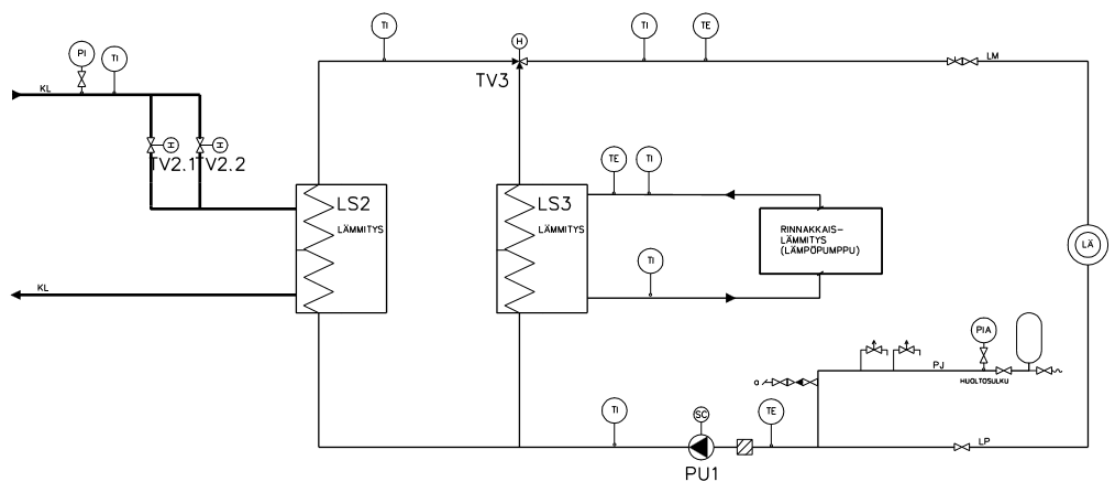 TI
H
TI
TE
PI
TI
TV3
LM
KL
H
H
TV2.1
TV2.2
TE
TI
LS2
LÄMMITYS
LS3
LÄMMITYS
RINNAKKAIS-
LÄMMITYS
(LÄMPÖPUMPPU)
LÄ
TI
KL
PIA
PJ
HUOLTOSULKU
a
TI
SC
TE
LP
PU1